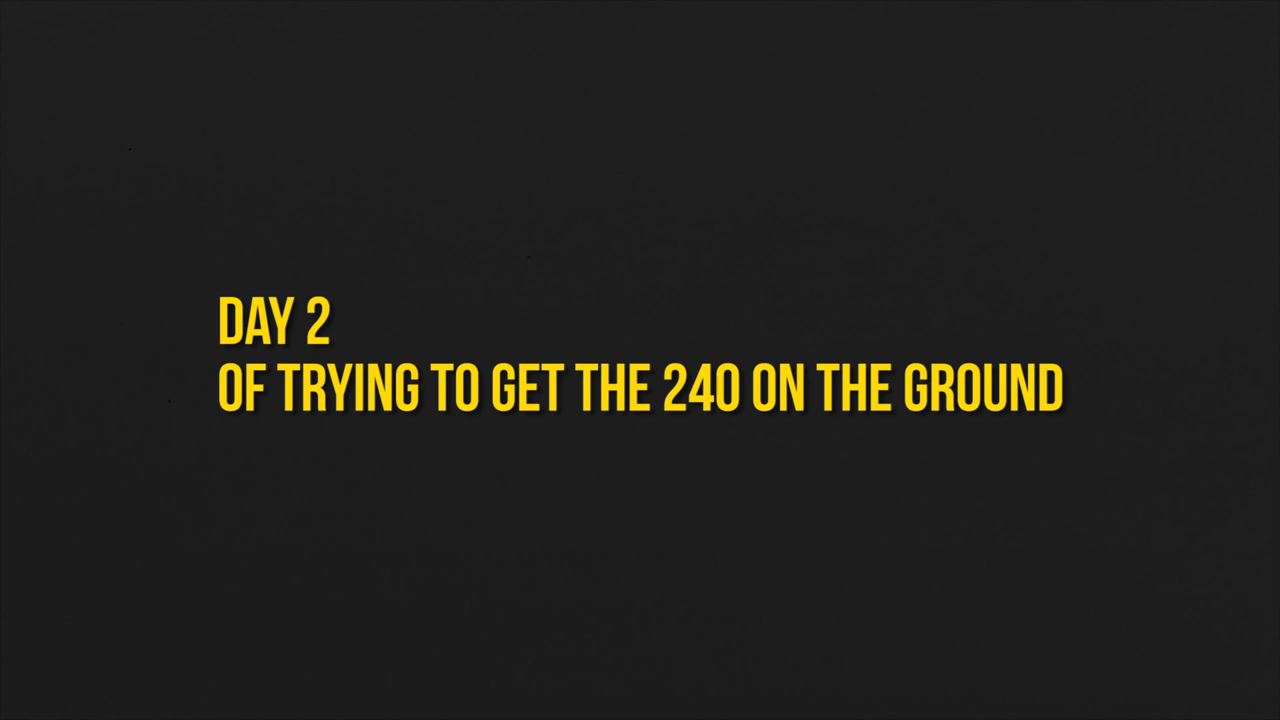 DAY 2
OF TRYING TO GET THE 240 ON THE GROUND